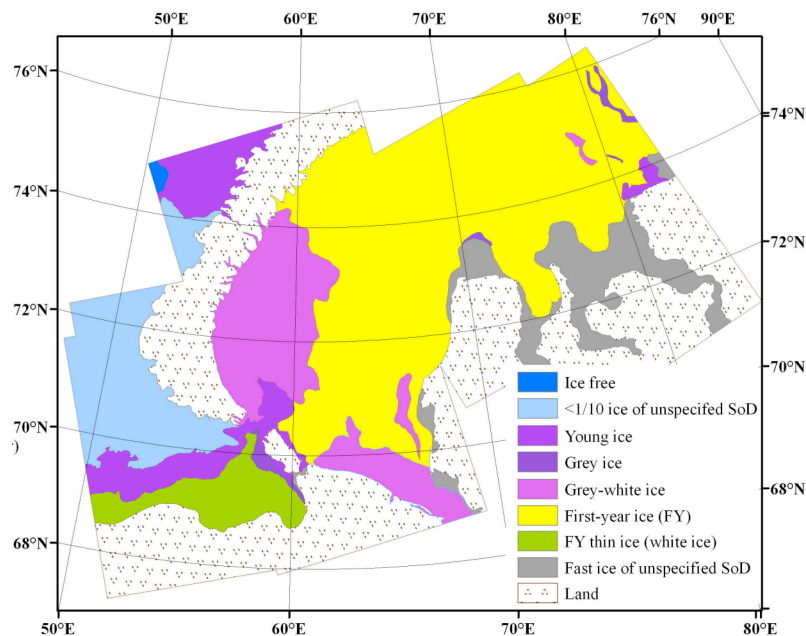 50°E 60°E 70°E 80°E 76°N 90°E
76°N
74°N
74°N
72°N
72°N
70°N
Ice free
<1/10 ice of unspecifed SoD
70°N
)
Young ice
Grey ice
Grey-white ice
68°N
First-year ice (FY)
68°N
FY thin ice (white ice)
Fast ice of unspecified SoD
Land
50°E 60°E 70°E 80°E